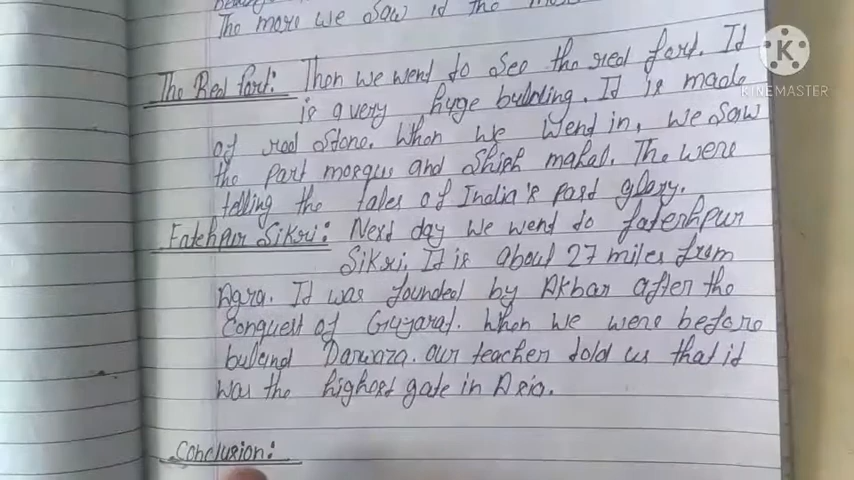 The more we saw it the
The Red fort: Then we went to see the red fort. It
is a very huge building. It is made
of red stone. When we went in, we saw
the part mosque and Shish mahal. The were
telling the tales of India's past glory.
Fatehpur Sikri: Next day we went to fatehpur
Sikri. It is about 27 miles from
Agra. It was founded by Akbar after the
Conquest of Gujarat. When we were before
buland Darwaza. our teacher told us that it
was the highest gate in Asia.
Conclusion:
K
KINEMASTER